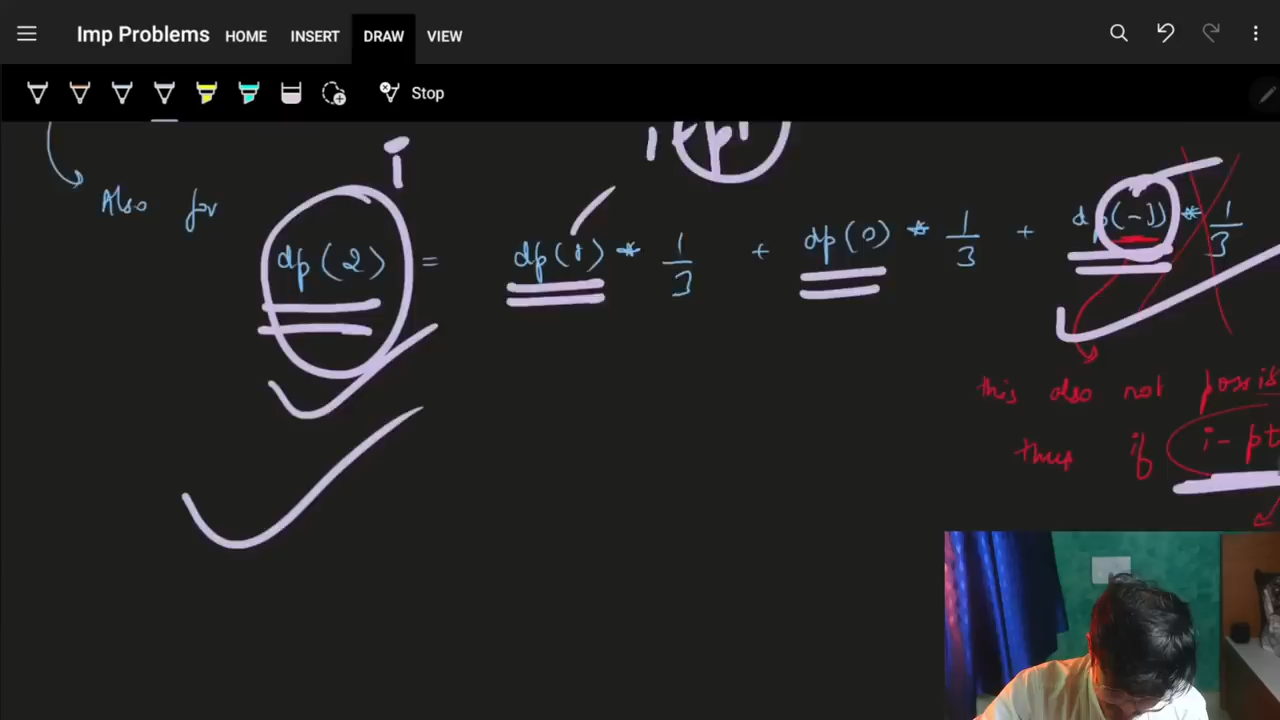 Imp Problems HOME INSERT DRAW VIEW
Stop
i
Also for
dp(2) = dp(1) * 1/3 + dp(0) * 1/3 + dp(-1) * 1/3
this also not
thus if i - pt